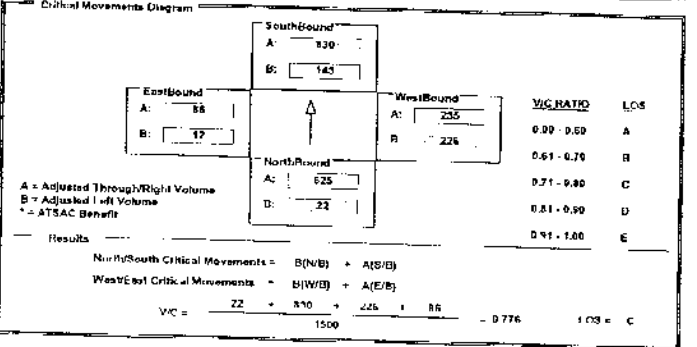 Critical Movements Diagram
SouthBound
A: 830
B: 143
EastBound
A: 86
B: 12
WestBound
A: 235
B: 226
NorthBound
A: 625
B: 22
V/C RATIO LOS
0.00 - 0.60 A
0.61 - 0.70 B
0.71 - 0.80 C
0.81 - 0.90 D
0.91 - 1.00 E
A = Adjusted Through/Right Volume
B = Adjusted Left Volume
* = ATSAC Benefit
Results
North/South Critical Movements = B(N/B) + A(S/B)
West/East Critical Movements = B(W/B) + A(E/B)
V/C = 22 + 830 + 226 + 86 = 0.776 LOS = C
1500